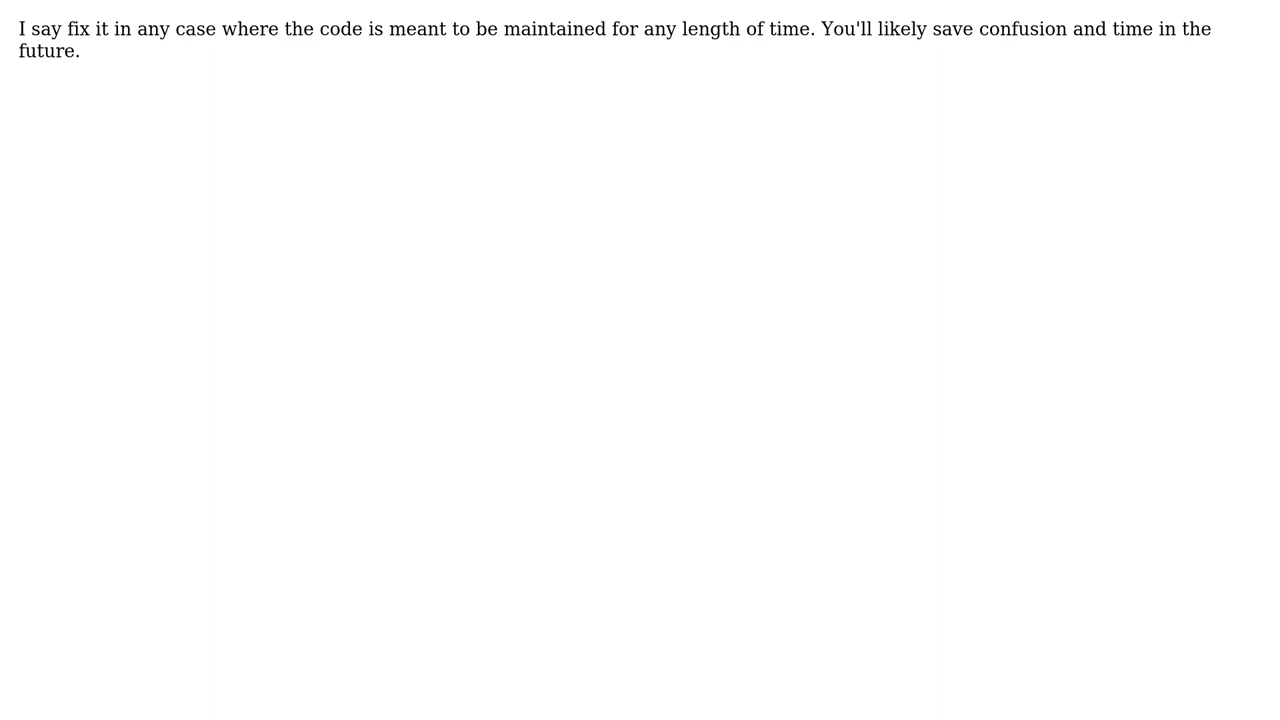 I say fix it in any case where the code is meant to be maintained for any length of time. You'll likely save confusion and time in the
future.